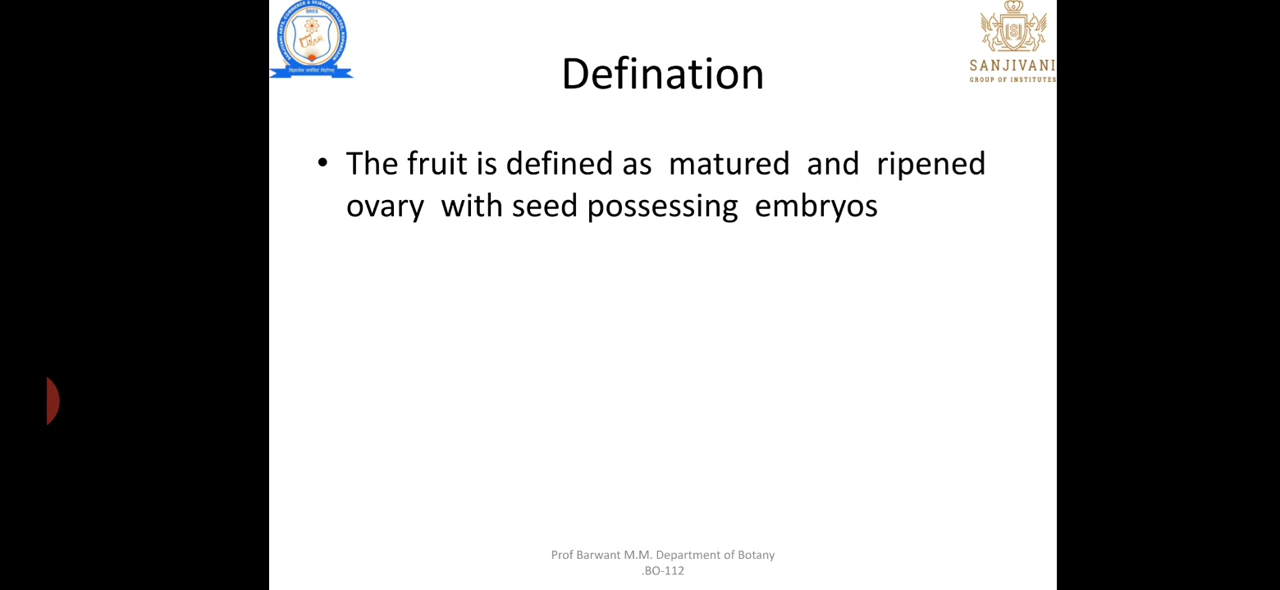 SANJIVANI
GROUP OF INSTITUTES
Defination
• The fruit is defined as matured and ripened
ovary with seed possessing embryos
Prof Barwant M.M. Department of Botany
.BO-112